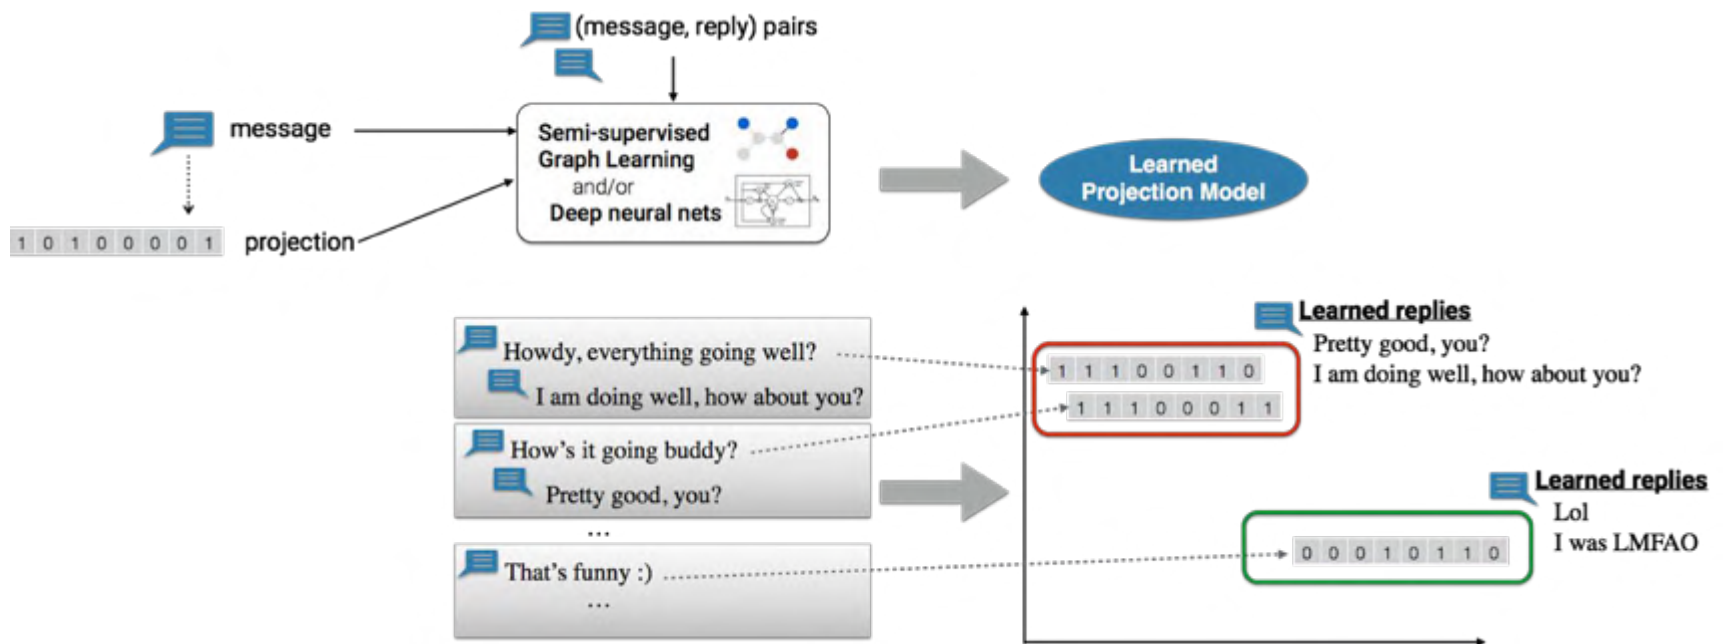 (message, reply) pairs
message
Semi-supervised
Graph Learning
and/or
Deep neural nets
Learned
Projection Model
1 0 1 0 0 0 0 1
projection
Howdy, everything going well?
I am doing well, how about you?
How's it going buddy?
Pretty good, you?
...
That's funny :)
...
Learned replies
Pretty good, you?
I am doing well, how about you?
1 1 1 0 0 1 1 0
1 1 1 0 0 0 1 1
Learned replies
Lol
I was LMFAO
0 0 0 1 0 1 1 0